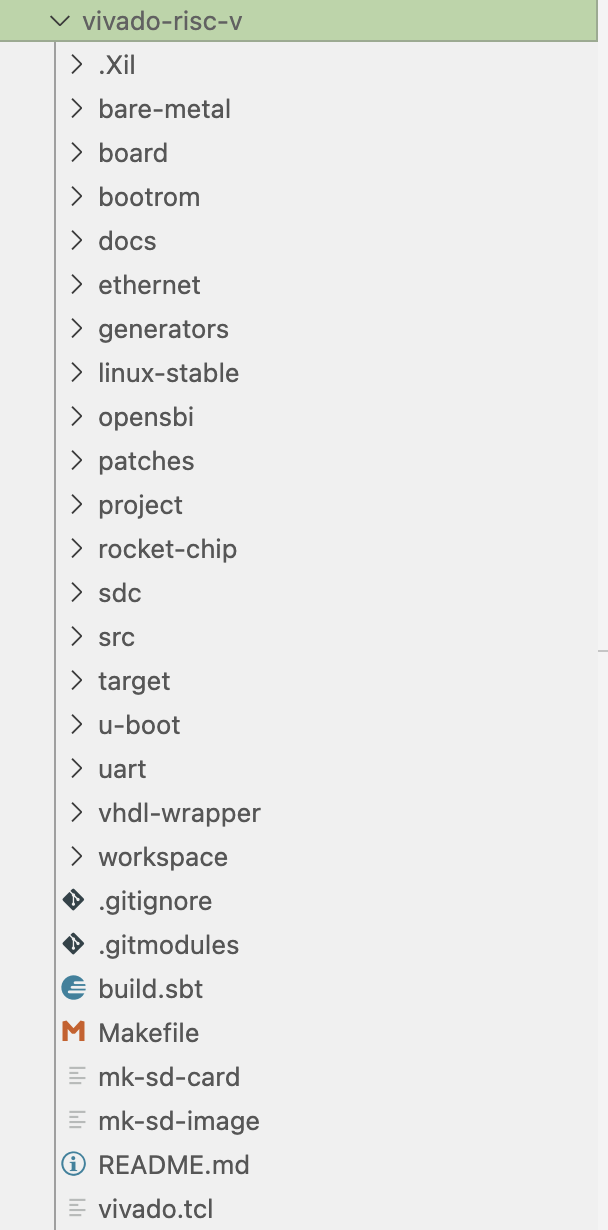 vivado-risc-v
.Xil
bare-metal
board
bootrom
docs
ethernet
generators
linux-stable
opensbi
patches
project
rocket-chip
sdc
src
target
u-boot
uart
vhdl-wrapper
workspace
.gitignore
.gitmodules
build.sbt
Makefile
mk-sd-card
mk-sd-image
README.md
vivado.tcl